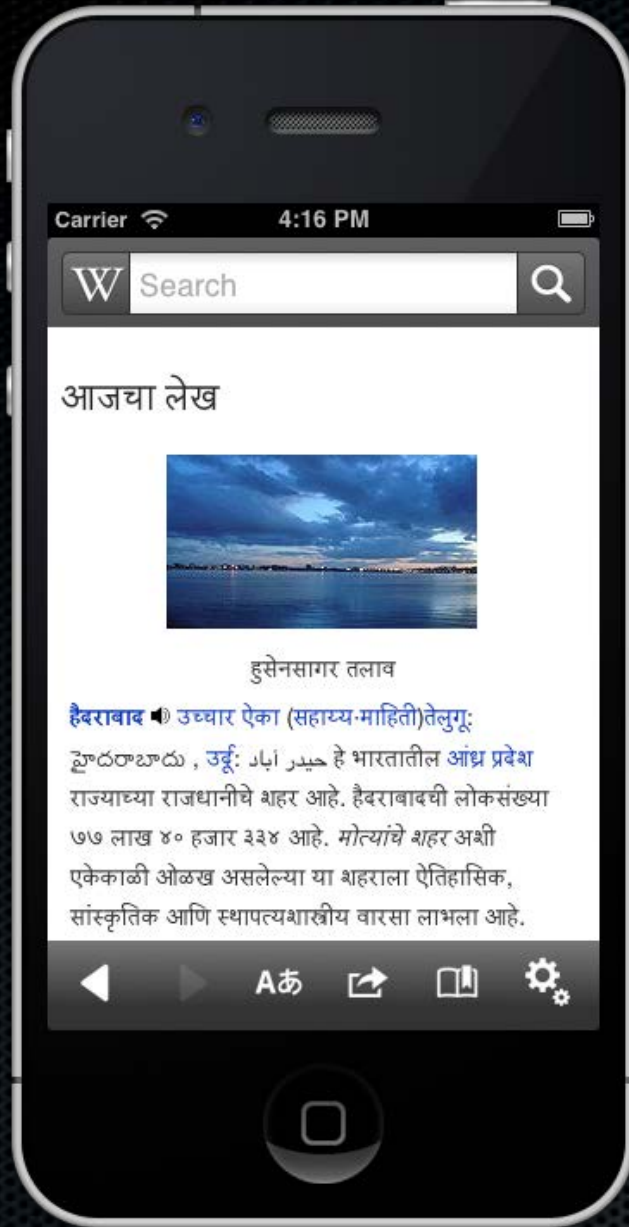 Carrier 4:16 PM
W Search
आजचा लेख
हुसेनसागर तलाव
हैदराबाद उच्चार ऐका (सहाय्य·माहिती)तेलुगू:
హైదరాబాదు , उर्दू: حیدر آباد हे भारतातील आंध्र प्रदेश
राज्याच्या राजधानीचे शहर आहे. हैदराबादची लोकसंख्या
७७ लाख ४० हजार ३३४ आहे. मोत्यांचे शहर अशी
एकेकाळी ओळख असलेल्या या शहराला ऐतिहासिक,
सांस्कृतिक आणि स्थापत्यशास्त्रीय वारसा लाभला आहे.
Aあ